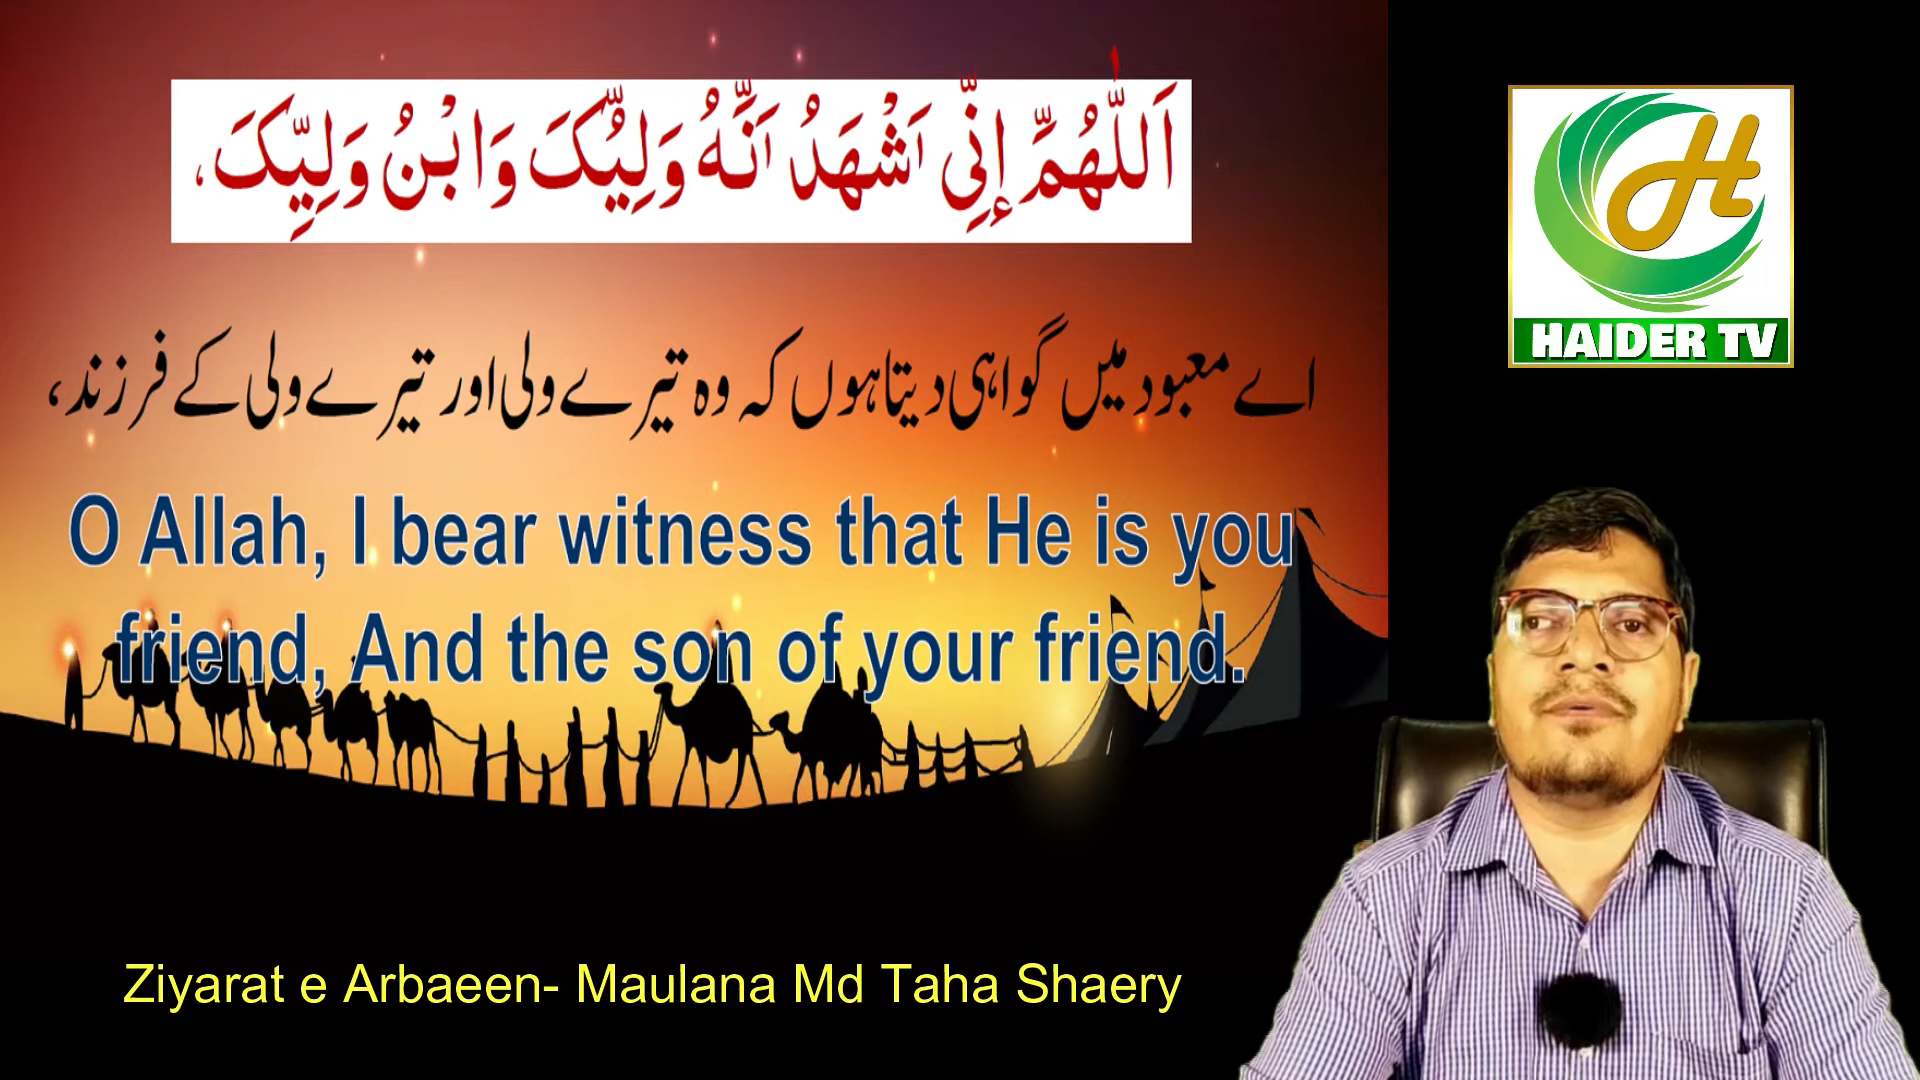 اَللّٰهُمَّ إِنِّي اَشْهَدُ اَنَّهُ وَلِيُّكَ وَابْنُ وَلِيِّكَ،
اے معبود میں گواہی دیتا ہوں کہ وہ تیرے ولی اور تیرے ولی کے فرزند،
O Allah, I bear witness that He is you
friend, And the son of your friend.
Ziyarat e Arbaeen- Maulana Md Taha Shaery
H
HAIDER TV